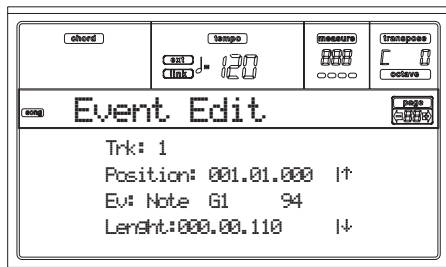 chord tempo measure transpose
ext link ♩= 120 888 C 0
octave
song Event Edit page 88
Trk: 1
Position: 001.01.000 |↑
Ev: Note G1 94
Lenght:000.00.110 |↓